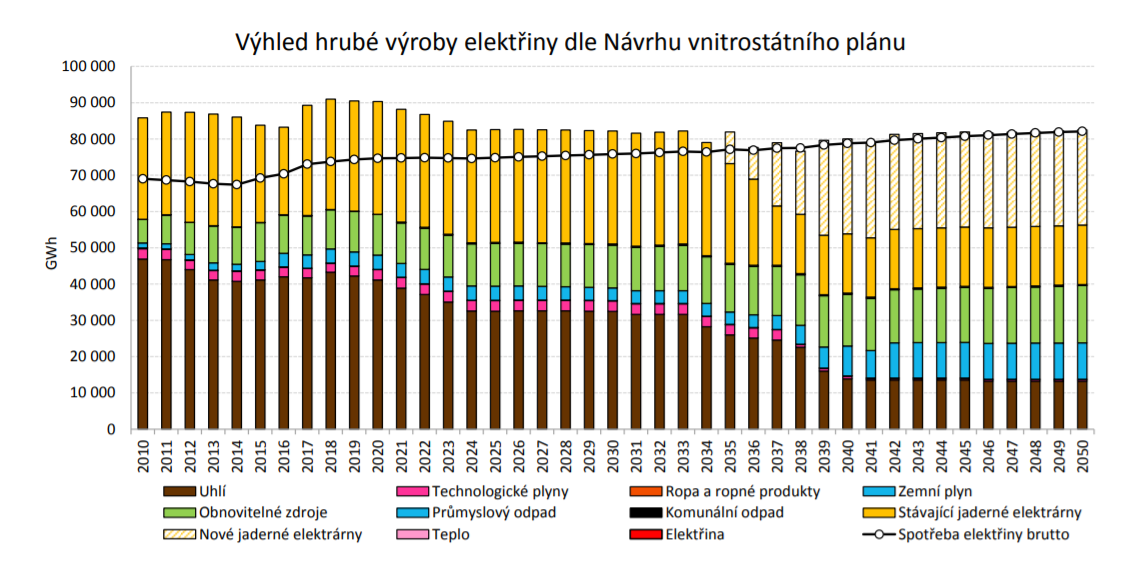 Výhled hrubé výroby elektřiny dle Návrhu vnitrostátního plánu
100 000
90 000
80 000
70 000
60 000
50 000
40 000
30 000
20 000
10 000
0
GWh
2010 2011 2012 2013 2014 2015 2016 2017 2018 2019 2020 2021 2022 2023 2024 2025 2026 2027 2028 2029 2030 2031 2032 2033 2034 2035 2036 2037 2038 2039 2040 2041 2042 2043 2044 2045 2046 2047 2048 2049 2050
Uhlí Technologické plyny Ropa a ropné produkty Zemní plyn
Obnovitelné zdroje Průmyslový odpad Komunální odpad Stávající jaderné elektrárny
Nové jaderné elektrárny Teplo Elektřina Spotřeba elektřiny brutto